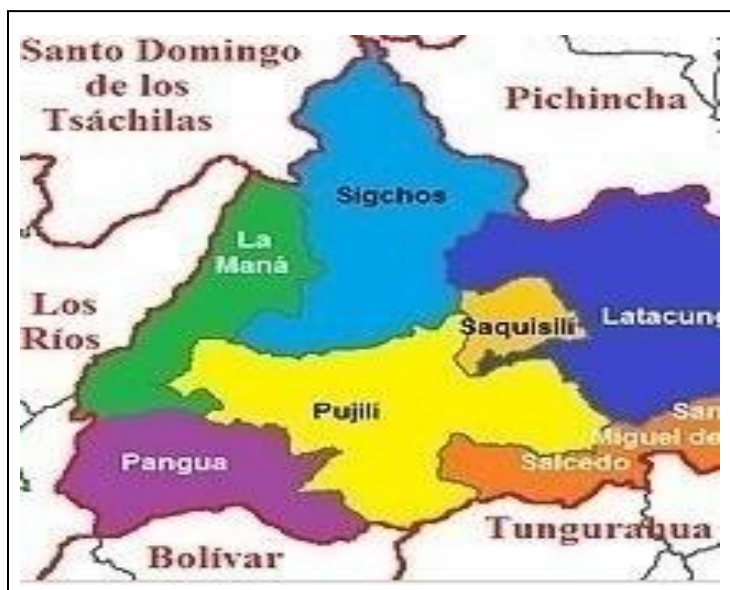 Santo Domingo
de los
Tsáchilas
Pichincha
Sigchos
La
Maná
Los
Ríos
Saquisilí
Latacung
Pujilí
San
Miguel de
Salcedo
Pangua
Tungurahua
Bolívar